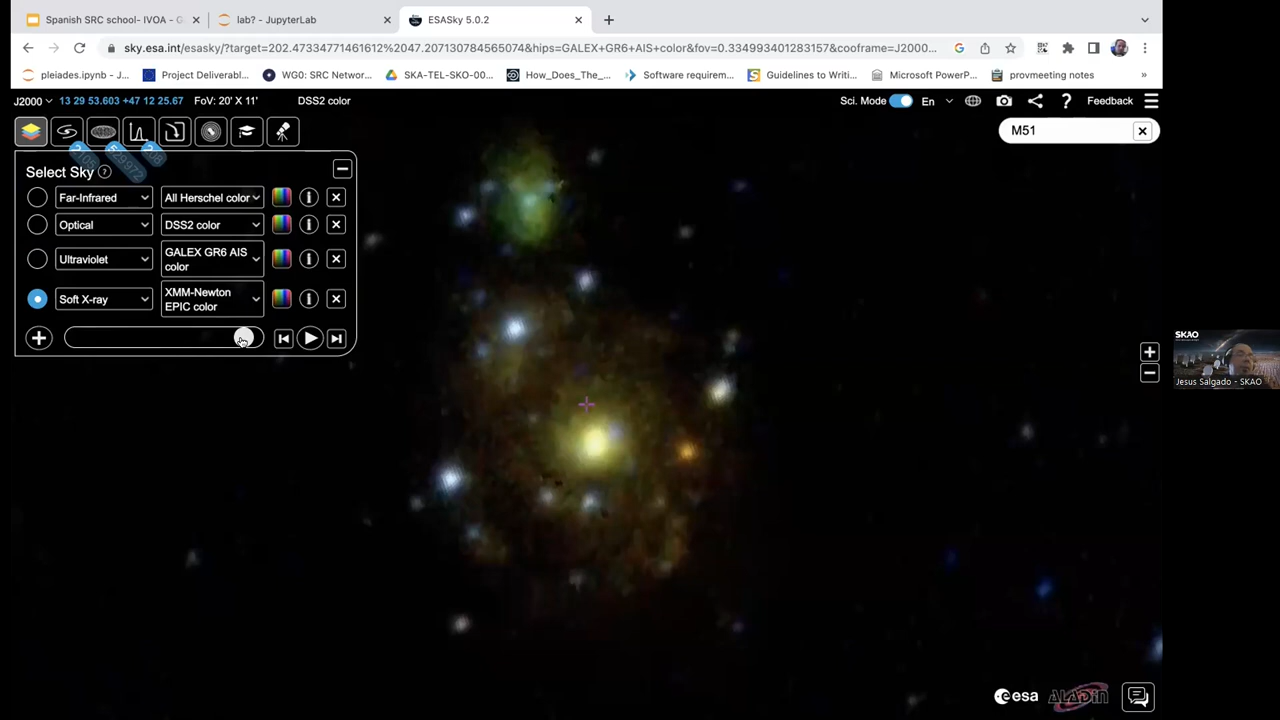 Spanish SRC school- IVOA - G
lab? - JupyterLab
ESASky 5.0.2
sky.esa.int/esasky/?target=202.47334771461612%2047.207130784565074&hips=GALEX+GR6+AIS+color&fov=0.334993401283157&cooframe=J2000...
pleiades.ipynb - J...
Project Deliverabl...
WG0: SRC Networ...
SKA-TEL-SKO-00...
How_Does_The_...
Software requirem...
Guidelines to Writi...
Microsoft PowerP...
provmeeting notes
»
J2000 13 29 53.603 +47 12 25.67 FoV: 20' X 11' DSS2 color
Sci. Mode En ? Feedback
M51
Select Sky ?
Far-Infrared All Herschel color
Optical DSS2 color
Ultraviolet GALEX GR6 AIS
color
Soft X-ray XMM-Newton
EPIC color
SKAO
Jesus Salgado - SKAO
esa ALADIN